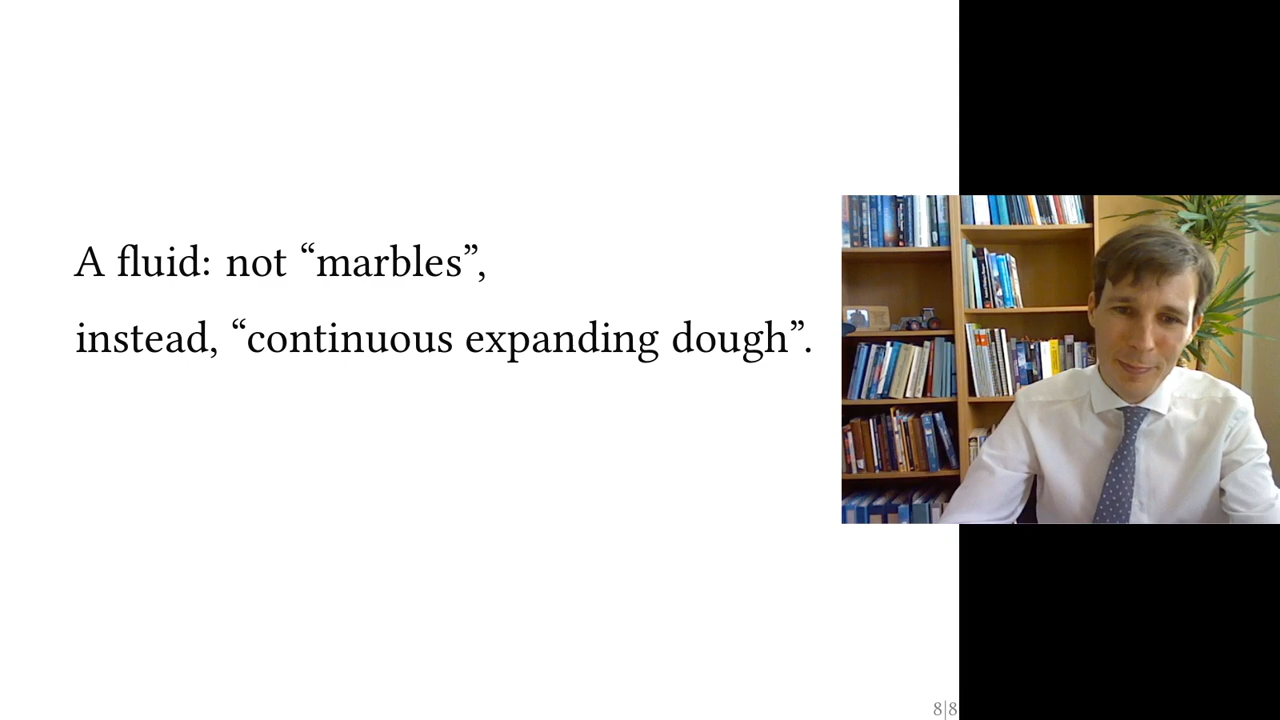 A fluid: not “marbles”,
instead, “continuous expanding dough”.
8|8